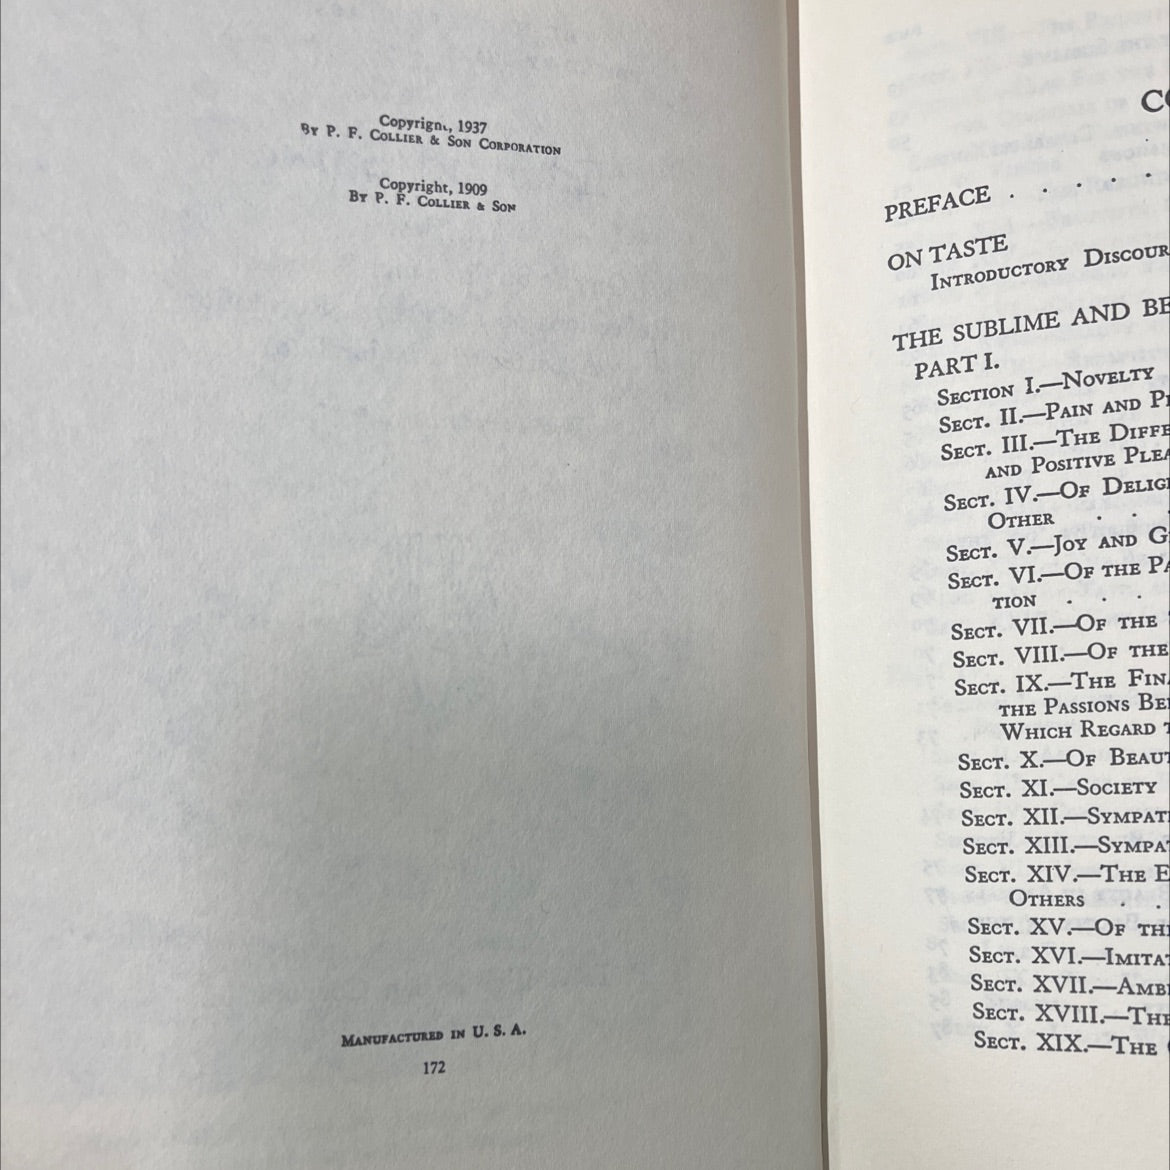 Copyright, 1937
By P. F. Collier & Son Corporation
Copyright, 1909
By P. F. Collier & Son
Manufactured in U. S. A.
172
PREFACE . . . . .
ON TASTE
Introductory
THE SUBLIME AND
PART I.
Section I.—Novelty
Sect. II.—Pain and
Sect. III.—The
and Positive
Sect. IV.—Of
Other . . .
Sect. V.—Joy and
Sect. VI.—Of the
tion . . .
Sect. VII.—Of the
Sect. VIII.—Of the
Sect. IX.—The
the Passions
Which Regard
Sect. X.—Of
Sect. XI.—Society
Sect. XII.—
Sect. XIII.—
Sect. XIV.—The
Others . .
Sect. XV.—Of
Sect. XVI.—
Sect. XVII.—
Sect. XVIII.—The
Sect. XIX.—The